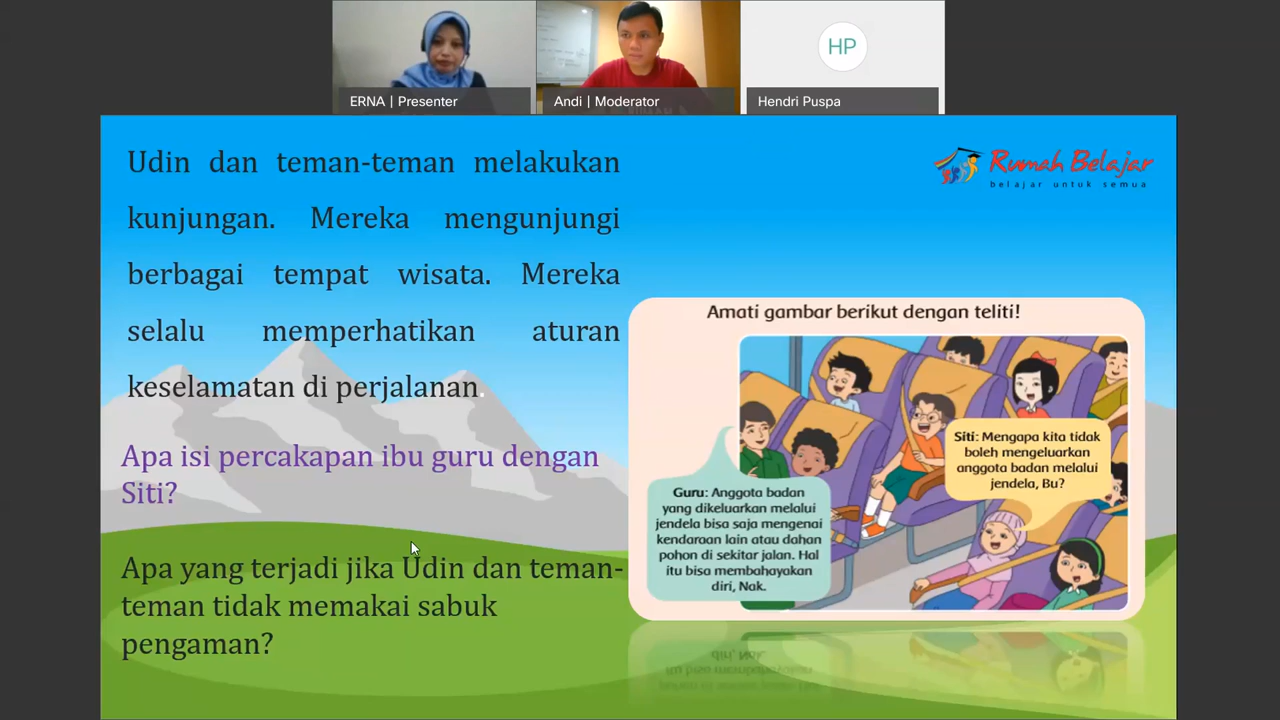 HP
ERNA | Presenter
Andi | Moderator
Hendri Puspa
Udin dan teman-teman melakukan
kunjungan. Mereka mengunjungi
berbagai tempat wisata. Mereka
selalu memperhatikan aturan
keselamatan di perjalanan.
Apa isi percakapan ibu guru dengan
Siti?
Apa yang terjadi jika Udin dan teman-
teman tidak memakai sabuk
pengaman?
Rumah Belajar
belajar untuk semua
Amati gambar berikut dengan teliti!
Siti: Mengapa kita tidak
boleh mengeluarkan
anggota badan melalui
jendela, Bu?
Guru: Anggota badan
yang dikeluarkan melalui
jendela bisa saja mengenai
kendaraan lain atau dahan
pohon di sekitar jalan. Hal
itu bisa membahayakan
diri, Nak.